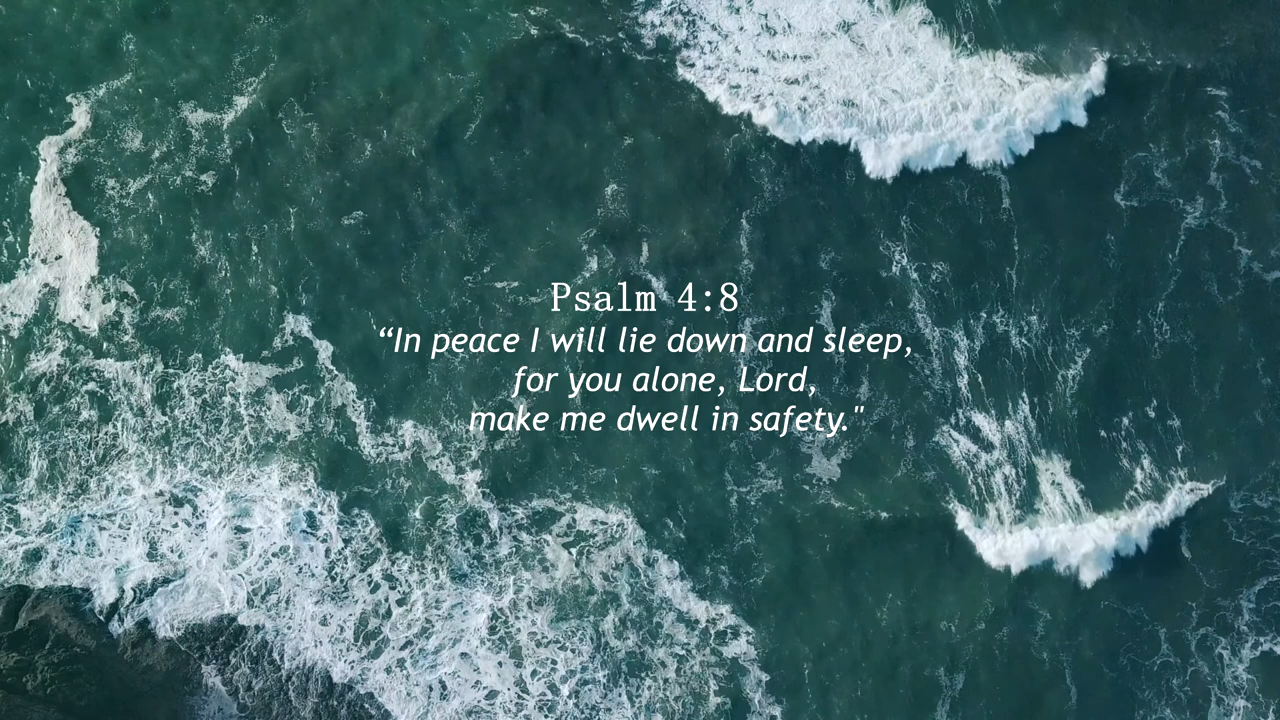 Psalm 4:8
“In peace I will lie down and sleep,
for you alone, Lord,
make me dwell in safety."